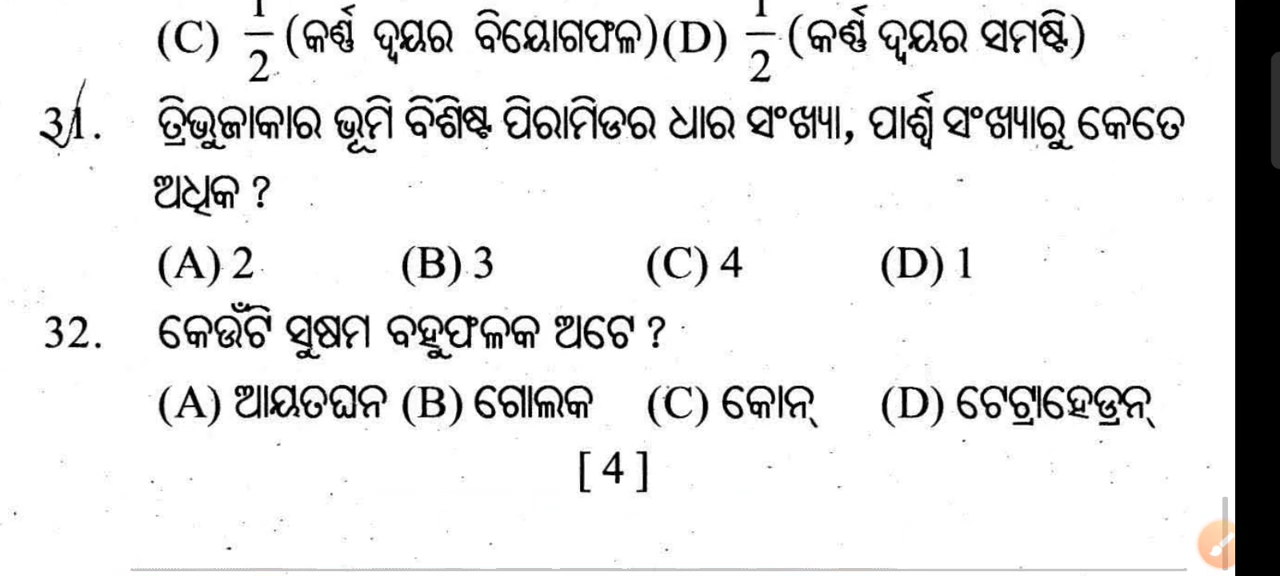 (C) 1/2 (କର୍ଣ୍ଣ ଦ୍ୱୟର ବିୟୋଗଫଳ) (D) 1/2 (କର୍ଣ୍ଣ ଦ୍ୱୟର ସମଷ୍ଟି)
31. ତ୍ରିଭୁଜାକାର ଭୂମି ବିଶିଷ୍ଟ ପିରାମିଡର ଧାର ସଂଖ୍ୟା, ପାର୍ଶ୍ୱ ସଂଖ୍ୟାରୁ କେତେ
ଅଧିକ ?
(A) 2 (B) 3 (C) 4 (D) 1
32. କେଉଁଟି ସୁଷମ ବହୁଫଳକ ଅଟେ ?
(A) ଆୟତଘନ (B) ଗୋଲକ (C) କୋନ୍ (D) ଟେଟ୍ରାହେଡ୍ରନ୍
[ 4 ]